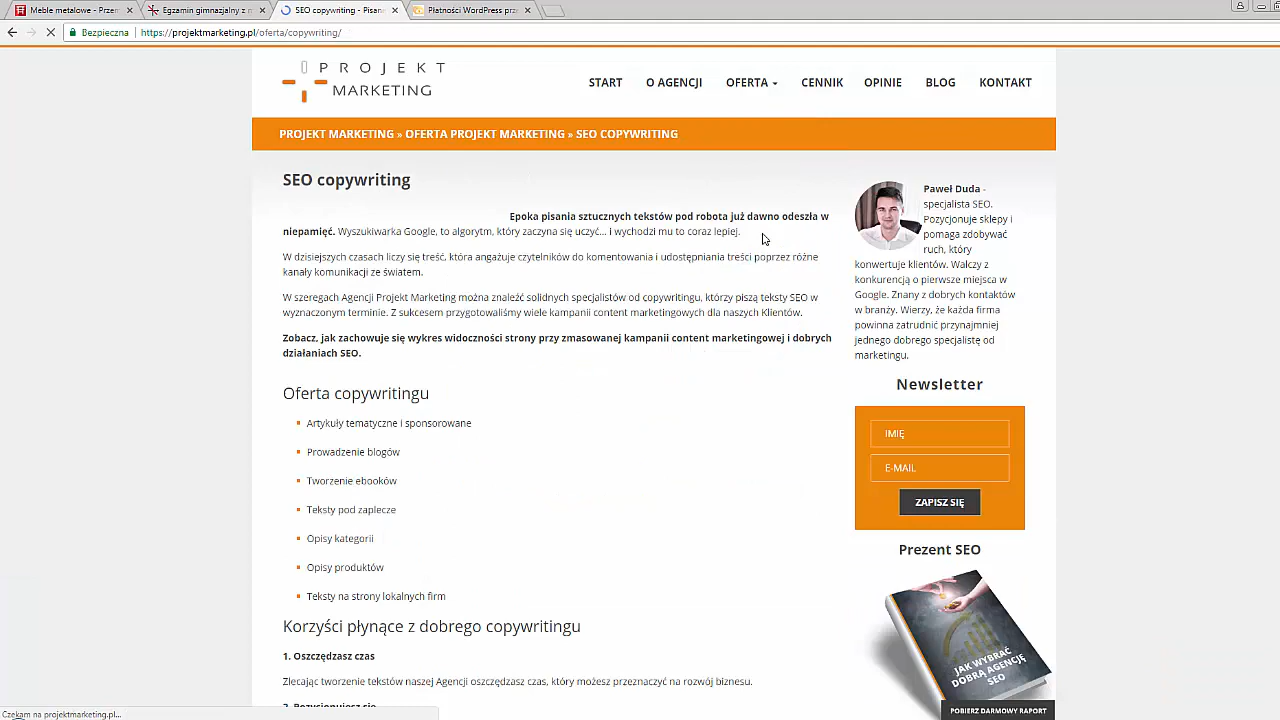 Meble metalowe - Przem
Egzamin gimnazjalny z m
SEO copywriting - Pisani
Płatności WordPress prze
Bezpieczna
https://projektmarketing.pl/oferta/copywriting/
PROJEKT
MARKETING
START
O AGENCJI
OFERTA
CENNIK
OPINIE
BLOG
KONTAKT
PROJEKT MARKETING » OFERTA PROJEKT MARKETING » SEO COPYWRITING
SEO copywriting
Epoka pisania sztucznych tekstów pod robota już dawno odeszła w
niepamięć. Wyszukiwarka Google, to algorytm, który zaczyna się uczyć... i wychodzi mu to coraz lepiej.
W dzisiejszych czasach liczy się treść, która angażuje czytelników do komentowania i udostępniania treści poprzez różne
kanały komunikacji ze światem.
W szeregach Agencji Projekt Marketing można znaleźć solidnych specjalistów od copywritingu, którzy piszą teksty SEO w
wyznaczonym terminie. Z sukcesem przygotowaliśmy wiele kampanii content marketingowych dla naszych Klientów.
Zobacz, jak zachowuje się wykres widoczności strony przy zmasowanej kampanii content marketingowej i dobrych
działaniach SEO.
Oferta copywritingu
Artykuły tematyczne i sponsorowane
Prowadzenie blogów
Tworzenie ebooków
Teksty pod zaplecze
Opisy kategorii
Opisy produktów
Teksty na strony lokalnych firm
Korzyści płynące z dobrego copywritingu
1. Oszczędzasz czas
Zlecając tworzenie tekstów naszej Agencji oszczędzasz czas, który możesz przeznaczyć na rozwój biznesu.
2. Pozycjonujesz się
Paweł Duda -
specjalista SEO.
Pozycjonuje sklepy i
pomaga zdobywać
ruch, który
konwertuje klientów. Walczy z
konkurencją o pierwsze miejsca w
Google. Znany z dobrych kontaktów
w branży. Wierzy, że każda firma
powinna zatrudnić przynajmniej
jednego dobrego specjalistę od
marketingu.
Newsletter
IMIĘ
E-MAIL
ZAPISZ SIĘ
Prezent SEO
JAK WYBRAĆ
DOBRĄ AGENCJĘ
SEO
POBIERZ DARMOWY RAPORT
Czekam na projektmarketing.pl...